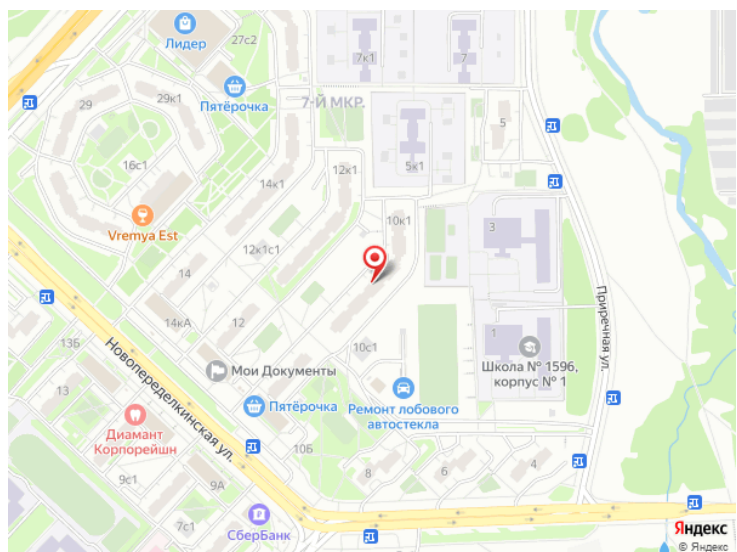 27с2
Лидер
7к1
7
Пятёрочка
7-Й МКР.
29
29к1
5
16с1
12к1
5к1
14к1
10к1
Vremya Est
3
12к1с1
14
Приречная ул.
14кА
12
1
13Б
10с1
Школа № 1596,
корпус № 1
Мои Документы
13
Новопеределкинская ул.
Пятёрочка
Ремонт лобового
автостекла
Диамант
Корпорейшн
10Б
8
6
4
9с1
9А
7с1
СберБанк
Яндекс
© Яндекс